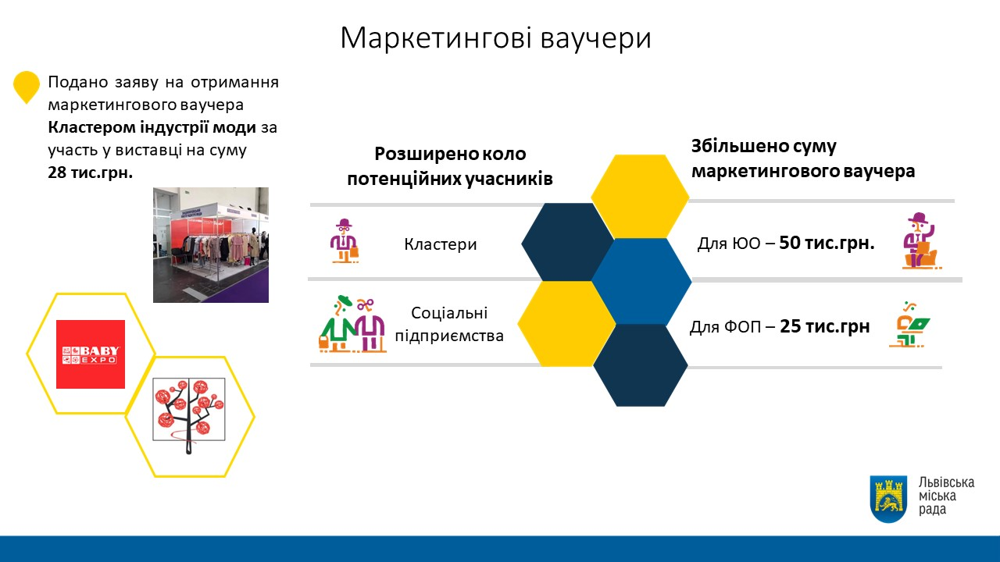 Маркетингові ваучери
Подано заяву на отримання
маркетингового ваучера
Кластером індустрії моди за
участь у виставці на суму
28 тис.грн.
Розширено коло
потенційних учасників
Кластери
Соціальні
підприємства
Збільшено суму
маркетингового ваучера
Для ЮО – 50 тис.грн.
Для ФОП – 25 тис.грн
BABY
EXPO
Львівська
міська
рада